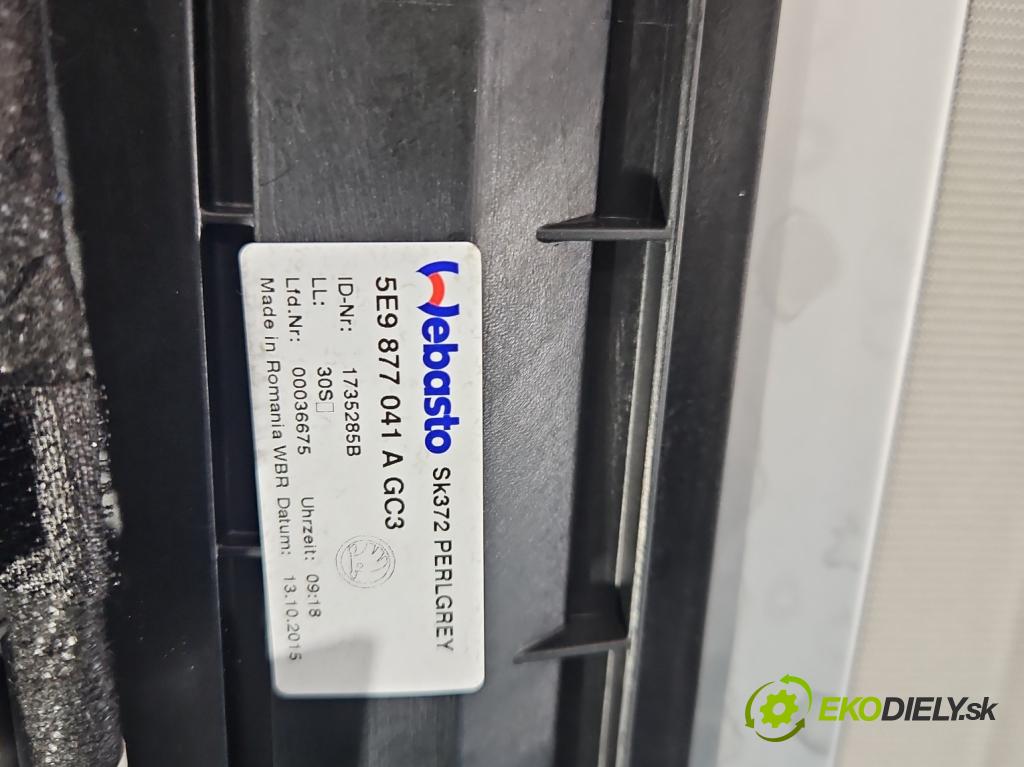 Webasto Sk372 PERLGREY
5E9 877 041 A GC3
ID-Nr: 1735285B
LL: 30S□ Uhrzeit: 09:18
Lfd.Nr: 00036675
Made in Romania WBR Datum: 13.10.2015
EKODIELY.sk